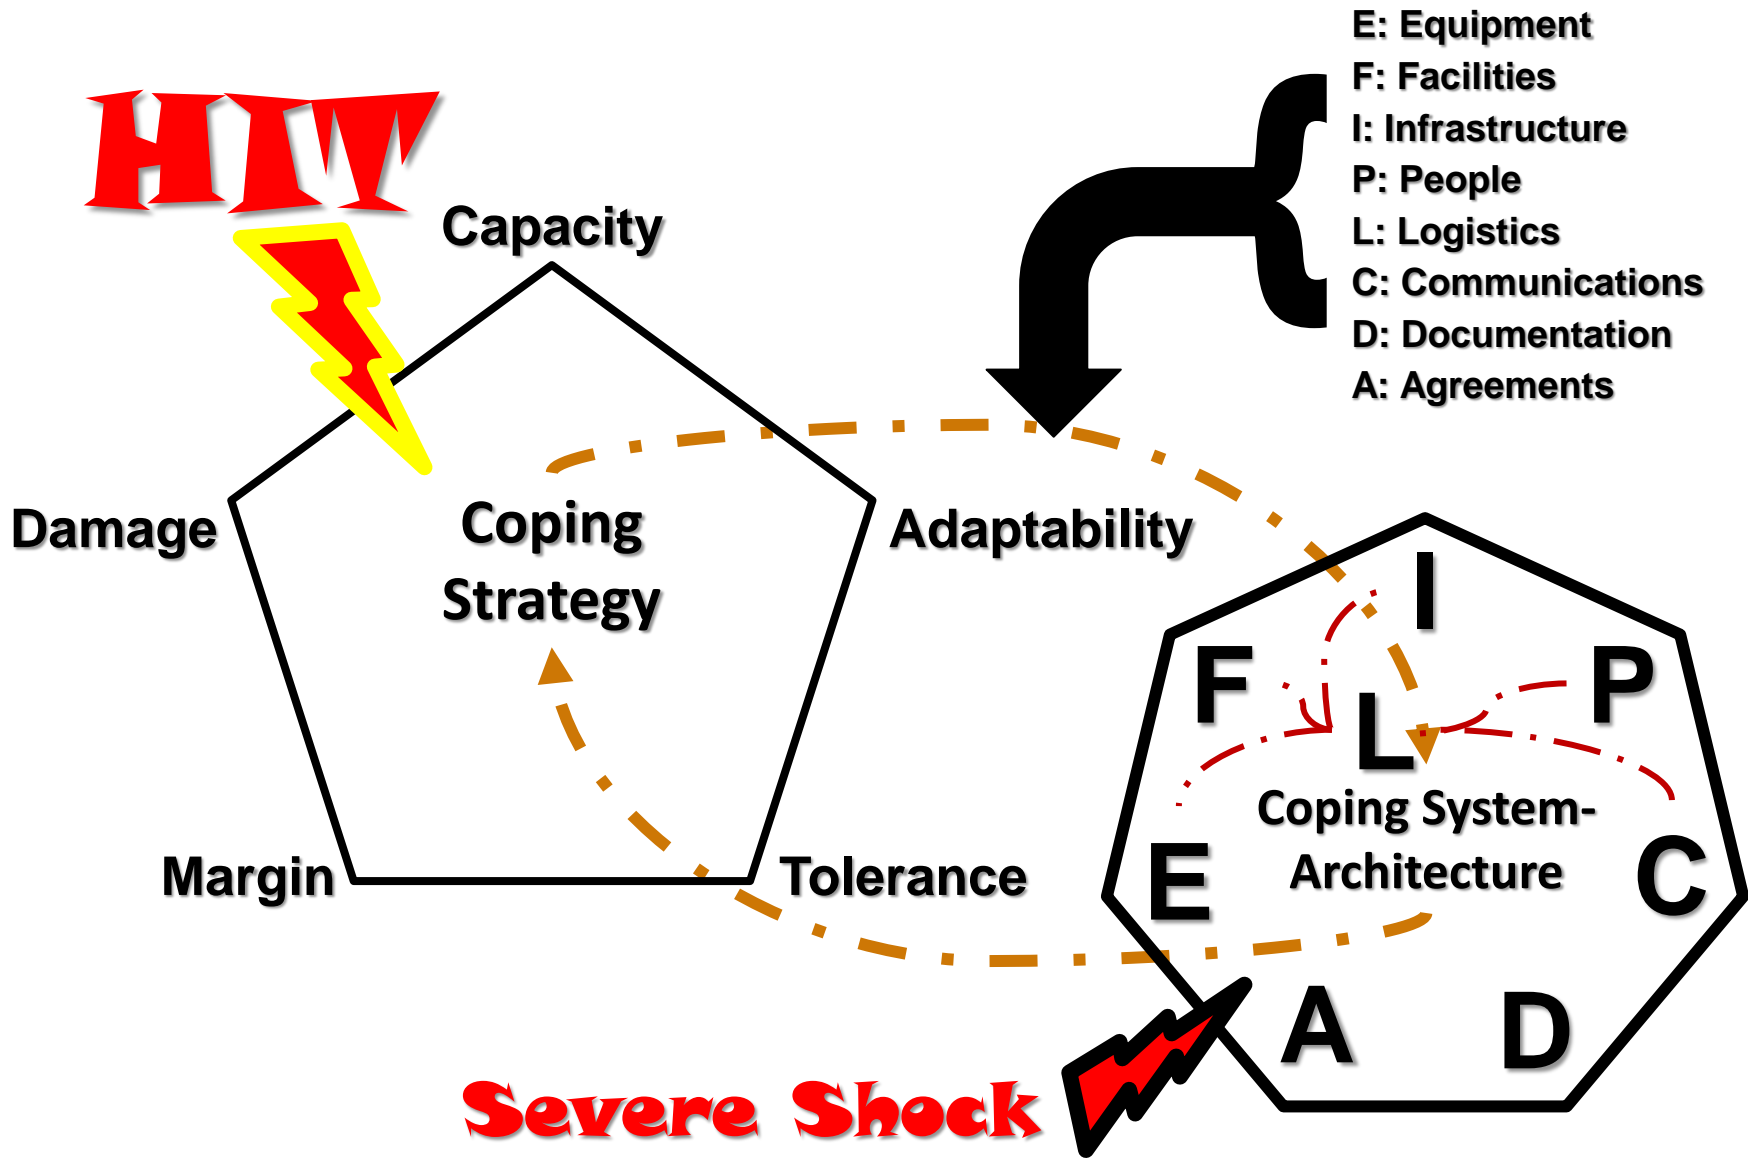 HIT
E: Equipment
F: Facilities
I: Infrastructure
P: People
L: Logistics
C: Communications
D: Documentation
A: Agreements
Capacity
Damage
Coping
Strategy
Adaptability
Margin
Tolerance
I
F
P
L
Coping System-
Architecture
E
C
A
D
Severe Shock